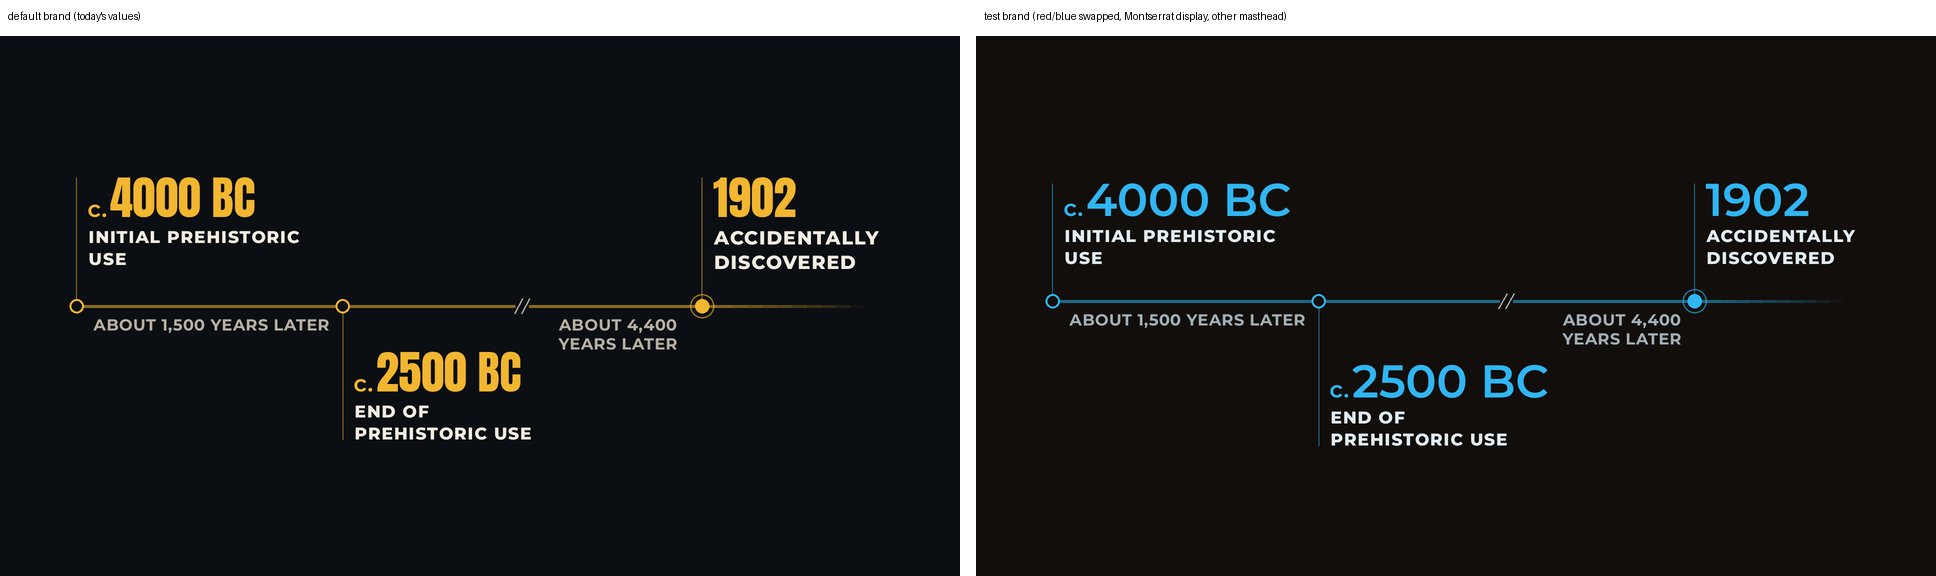 default brand (today's values)
c. 4000 BC
INITIAL PREHISTORIC
USE
1902
ACCIDENTALLY
DISCOVERED
//
ABOUT 1,500 YEARS LATER
ABOUT 4,400
YEARS LATER
c. 2500 BC
END OF
PREHISTORIC USE
test brand (red/blue swapped, Montserrat display, other masthead)
c. 4000 BC
INITIAL PREHISTORIC
USE
1902
ACCIDENTALLY
DISCOVERED
//
ABOUT 1,500 YEARS LATER
ABOUT 4,400
YEARS LATER
c. 2500 BC
END OF
PREHISTORIC USE